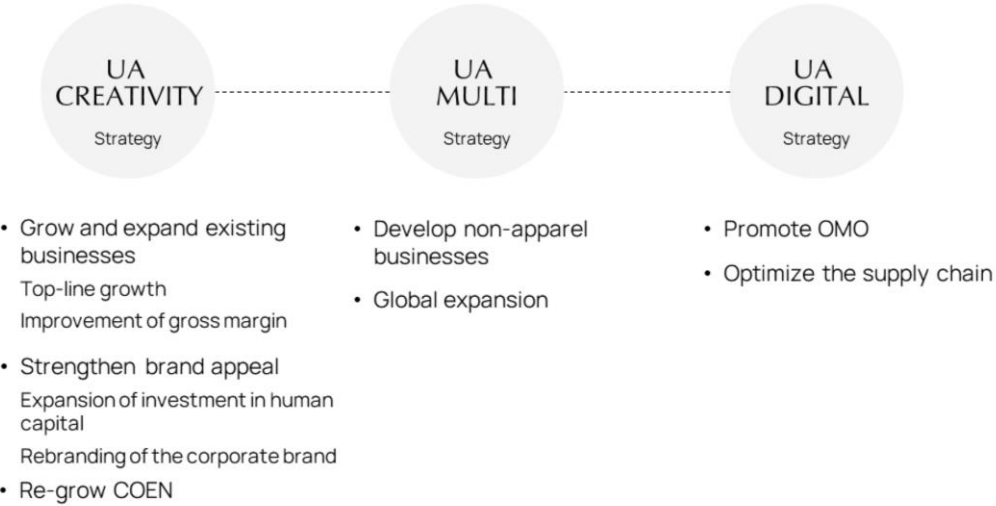 UA
CREATIVITY
Strategy
UA
MULTI
Strategy
UA
DIGITAL
Strategy
• Grow and expand existing
businesses
Top-line growth
Improvement of gross margin
• Strengthen brand appeal
Expansion of investment in human
capital
Rebranding of the corporate brand
• Re-grow COEN
• Develop non-apparel
businesses
• Global expansion
• Promote OMO
• Optimize the supply chain